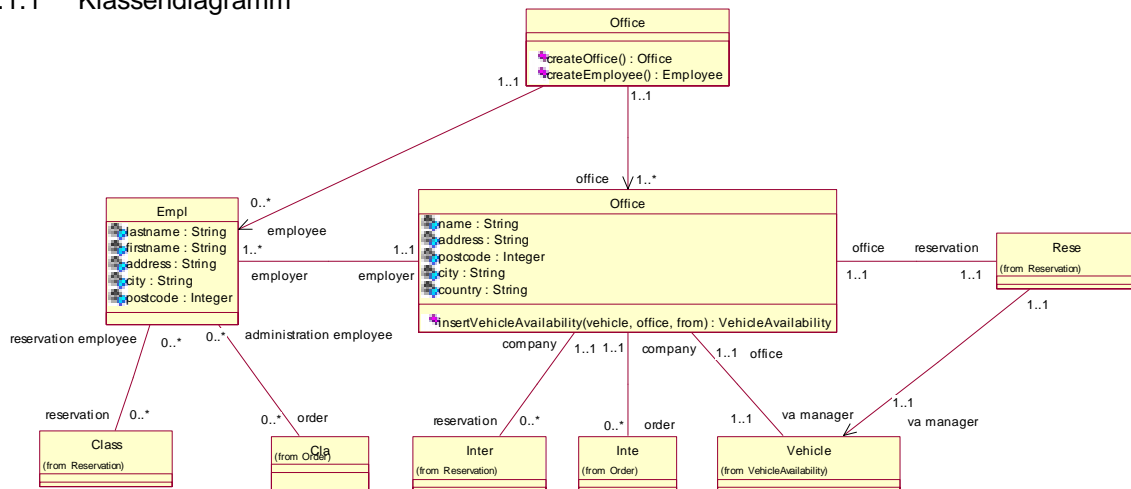 .1.1 Klassendiagramm
Office
createOffice() : Office
createEmployee() : Employee
1..1
1..1
office
1..*
0..*
employee
Empl
lastname : String
firstname : String
address : String
city : String
postcode : Integer
1..*
employer
1..1
employer
Office
name : String
address : String
postcode : Integer
city : String
country : String
insertVehicleAvailability(vehicle, office, from) : VehicleAvailability
office
reservation
1..1
1..1
Rese
(from Reservation)
1..1
reservation employee
0..*
0..*
administration employee
company
1..1
1..1
company
1..1
office
reservation
0..*
0..*
order
reservation
0..*
0..*
order
va manager
1..1
1..1
va manager
Class
(from Reservation)
Cla
(from Order)
Inter
(from Reservation)
Inte
(from Order)
Vehicle
(from VehicleAvailability)